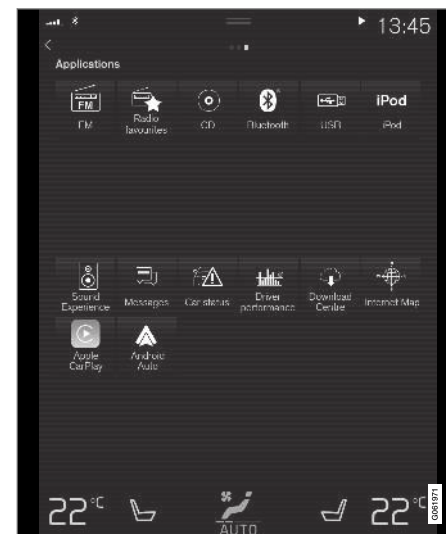 13:45
Applications
FM
iPod
FM
Radio
favourites
CD
Bluetooth
USB
iPod
Sound
Experience
Messages
Car status
Driver
performance
Download
Centre
Internet Map
Apple
CarPlay
Android
Auto
22°C
22°C
AUTO
G061971